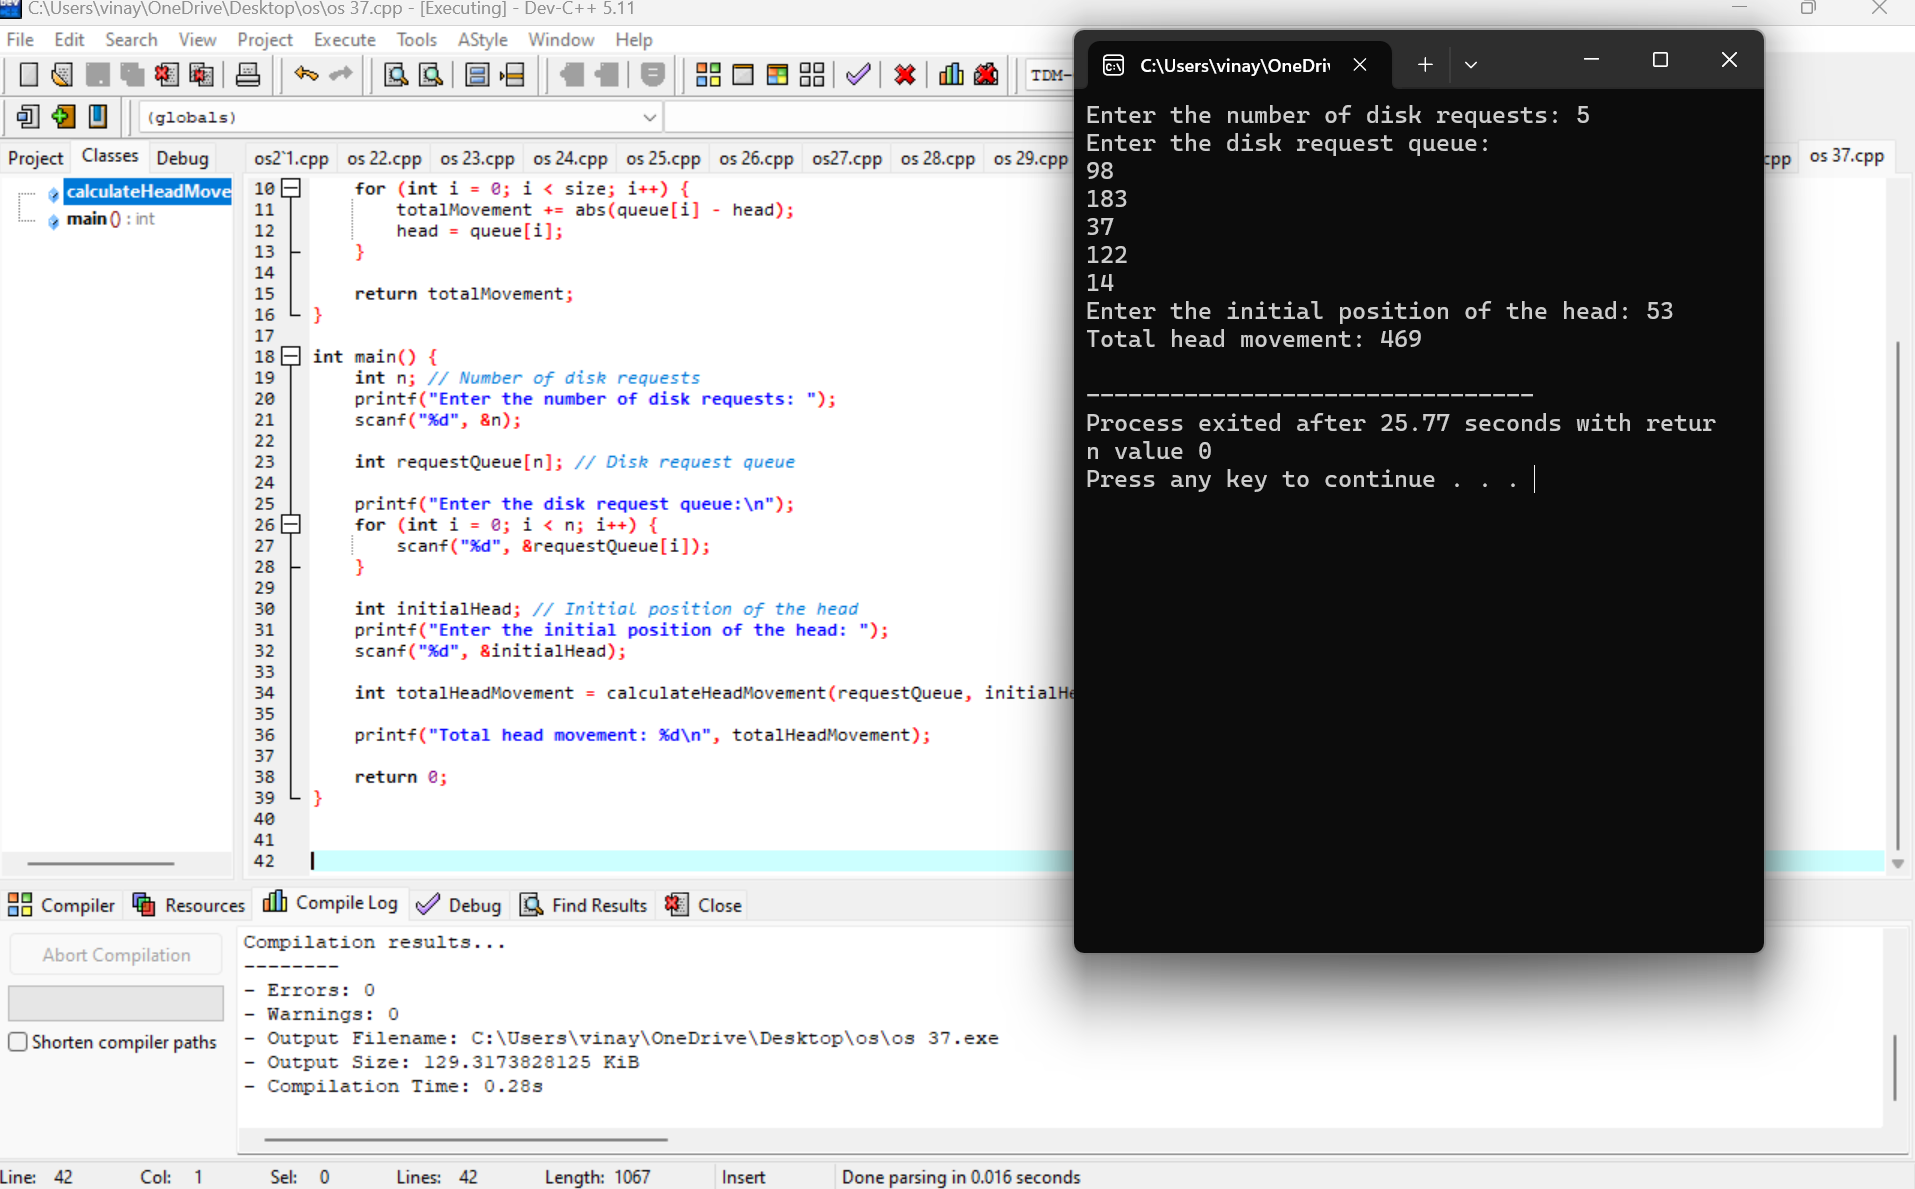 C:\Users\vinay\OneDrive\Desktop\os\os 37.cpp - [Executing] - Dev-C++ 5.11
File Edit Search View Project Execute Tools AStyle Window Help
TDM-
(globals)
Project Classes Debug
os2`1.cpp os 22.cpp os 23.cpp os 24.cpp os 25.cpp os 26.cpp os27.cpp os 28.cpp os 29.cpp cpp os 37.cpp
calculateHeadMove
main () : int
10 for (int i = 0; i < size; i++) {
11 totalMovement += abs(queue[i] - head);
12 head = queue[i];
13 }
14
15 return totalMovement;
16 }
17
18 int main() {
19 int n; // Number of disk requests
20 printf("Enter the number of disk requests: ");
21 scanf("%d", &n);
22
23 int requestQueue[n]; // Disk request queue
24
25 printf("Enter the disk request queue:\n");
26 for (int i = 0; i < n; i++) {
27 scanf("%d", &requestQueue[i]);
28 }
29
30 int initialHead; // Initial position of the head
31 printf("Enter the initial position of the head: ");
32 scanf("%d", &initialHead);
33
34 int totalHeadMovement = calculateHeadMovement(requestQueue, initialHe
35
36 printf("Total head movement: %d\n", totalHeadMovement);
37
38 return 0;
39 }
40
41
42
C:\Users\vinay\OneDri
Enter the number of disk requests: 5
Enter the disk request queue:
98
183
37
122
14
Enter the initial position of the head: 53
Total head movement: 469
--------------------------------
Process exited after 25.77 seconds with retur
n value 0
Press any key to continue . . .
Compiler Resources Compile Log Debug Find Results Close
Abort Compilation
Shorten compiler paths
Compilation results...
--------
- Errors: 0
- Warnings: 0
- Output Filename: C:\Users\vinay\OneDrive\Desktop\os\os 37.exe
- Output Size: 129.3173828125 KiB
- Compilation Time: 0.28s
Line: 42 Col: 1 Sel: 0 Lines: 42 Length: 1067 Insert Done parsing in 0.016 seconds